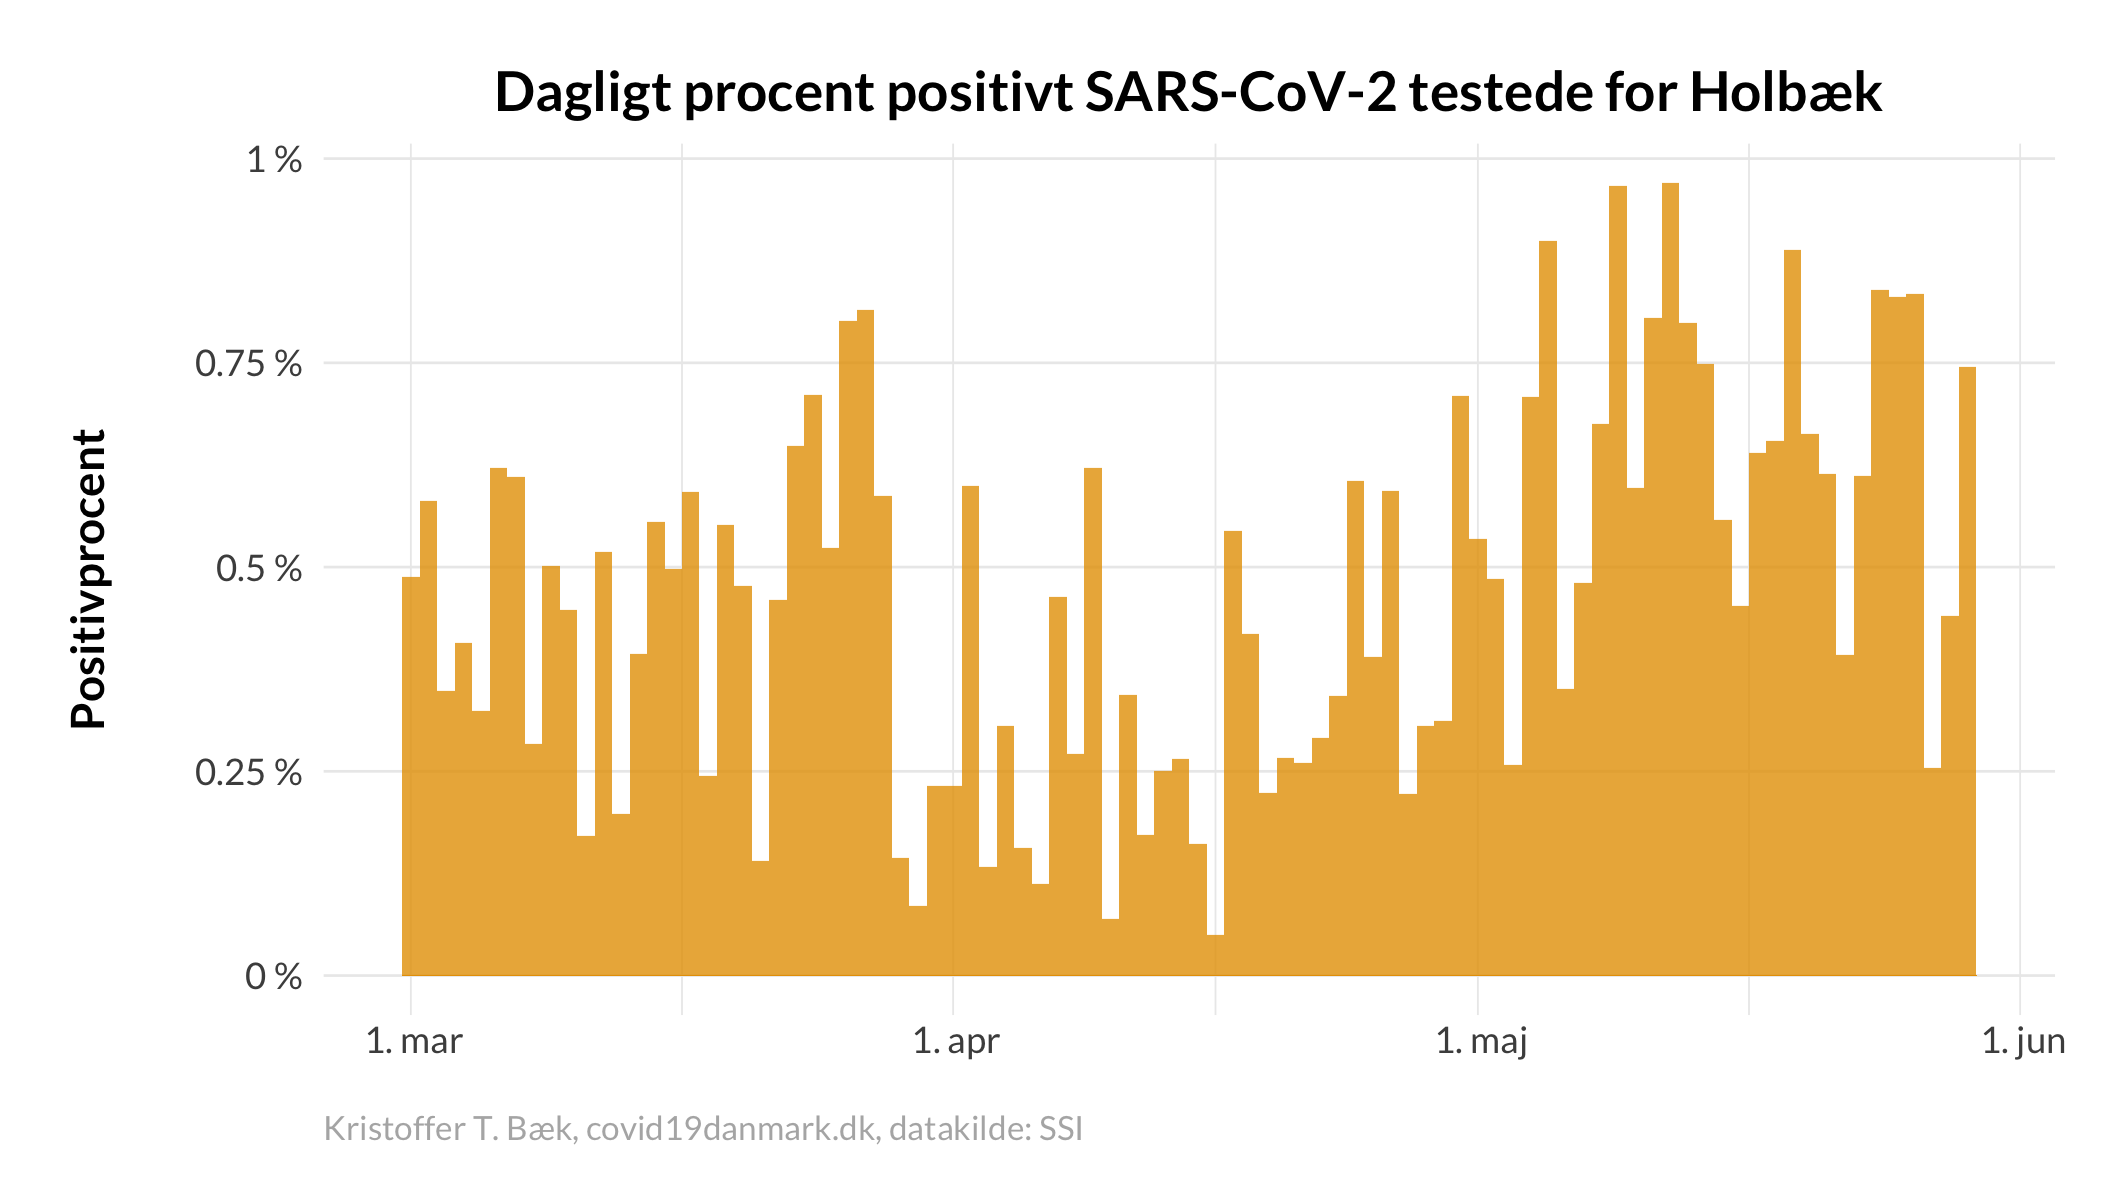 Dagligt procent positivt SARS-CoV-2 testede for Holbæk
Positivprocent
1 %
0.75 %
0.5 %
0.25 %
0 %
1. mar
1. apr
1. maj
1. jun
Kristoffer T. Bæk, covid19danmark.dk, datakilde: SSI